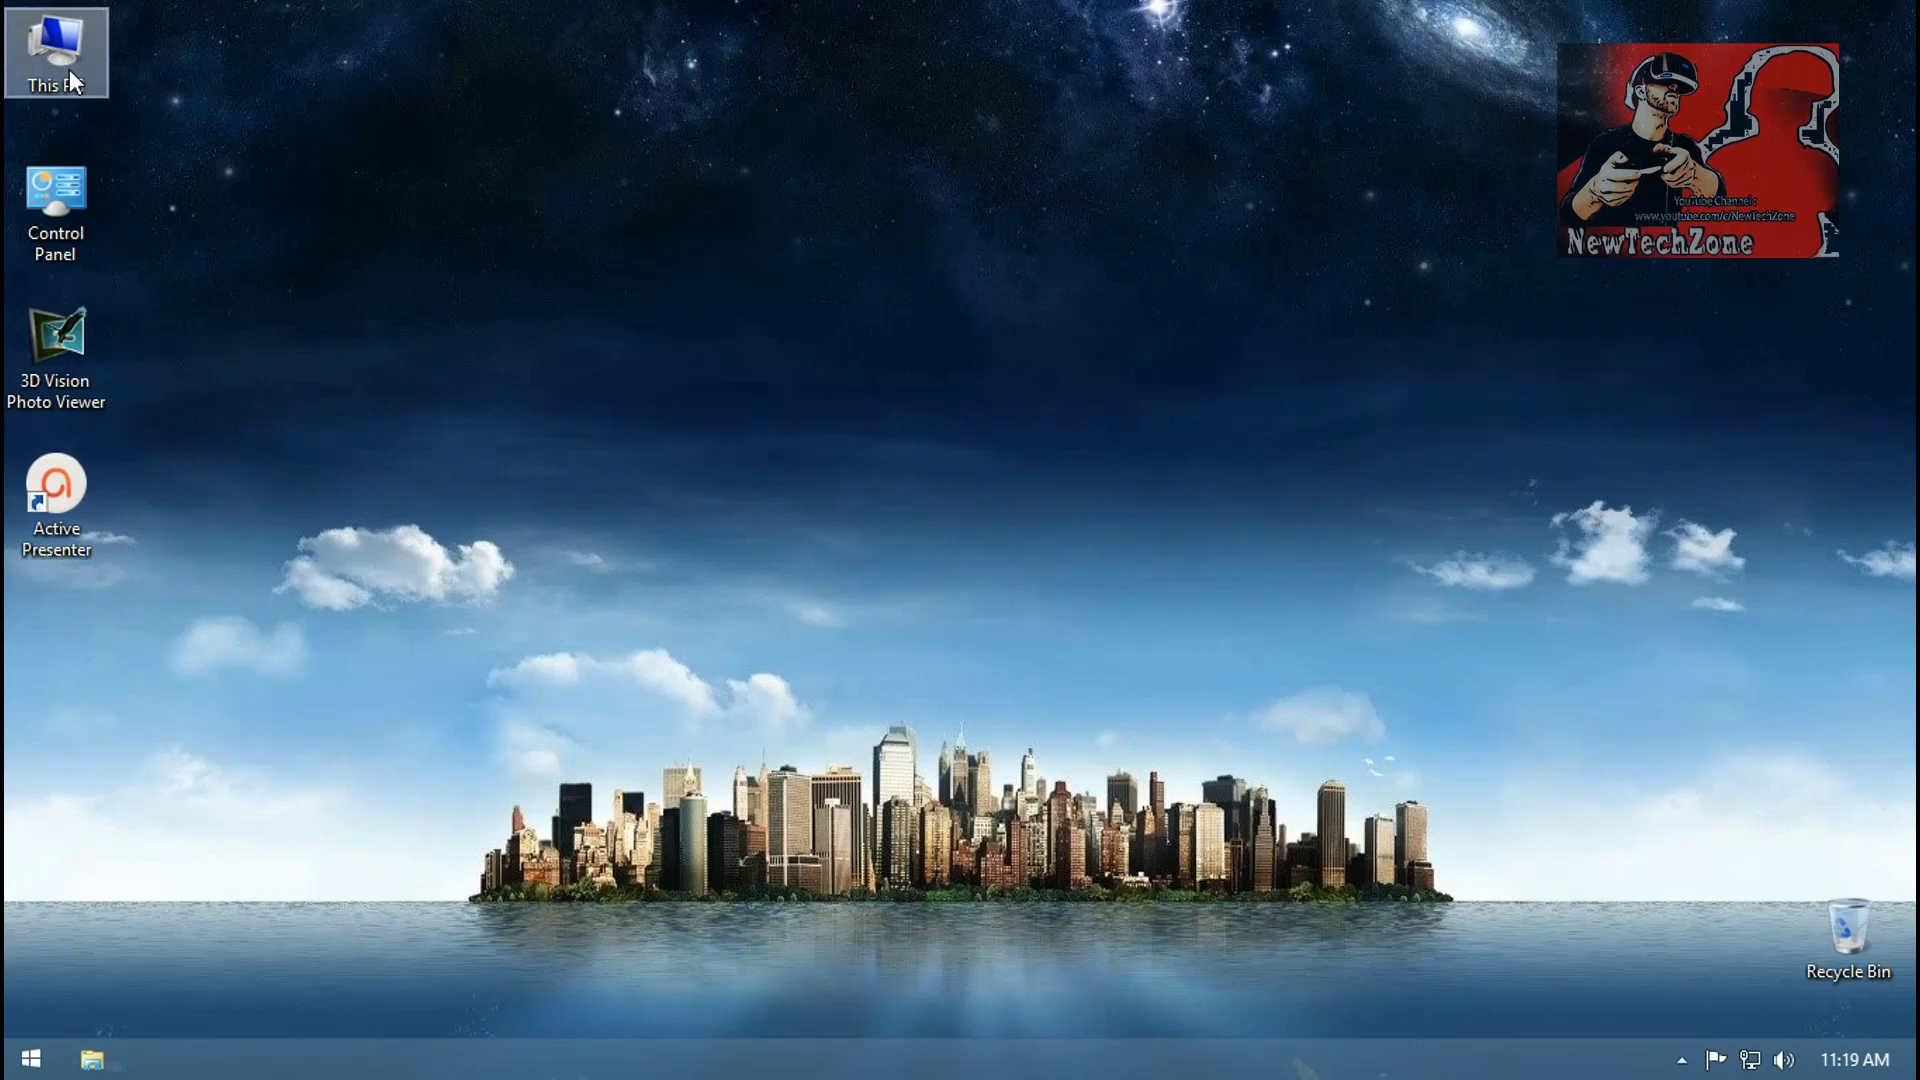 This P
Control
Panel
3D Vision
Photo Viewer
Active
Presenter
YouTube Channel:
www.youtube.com/c/NewTechZone
NewTechZone
Recycle Bin
11:19 AM